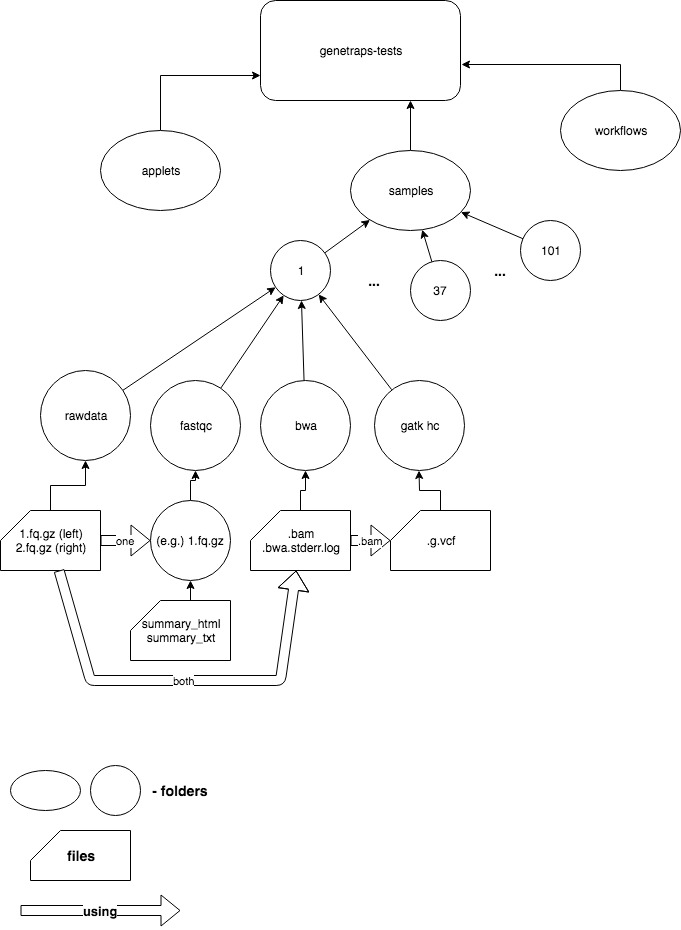 genetraps-tests
workflows
applets
samples
1
...
37
...
101
rawdata
fastqc
bwa
gatk hc
1.fq.gz (left)
2.fq.gz (right)
one
(e.g.) 1.fq.gz
.bam
.bwa.stderr.log
.bam
.g.vcf
summary_html
summary_txt
both
- folders
files
using